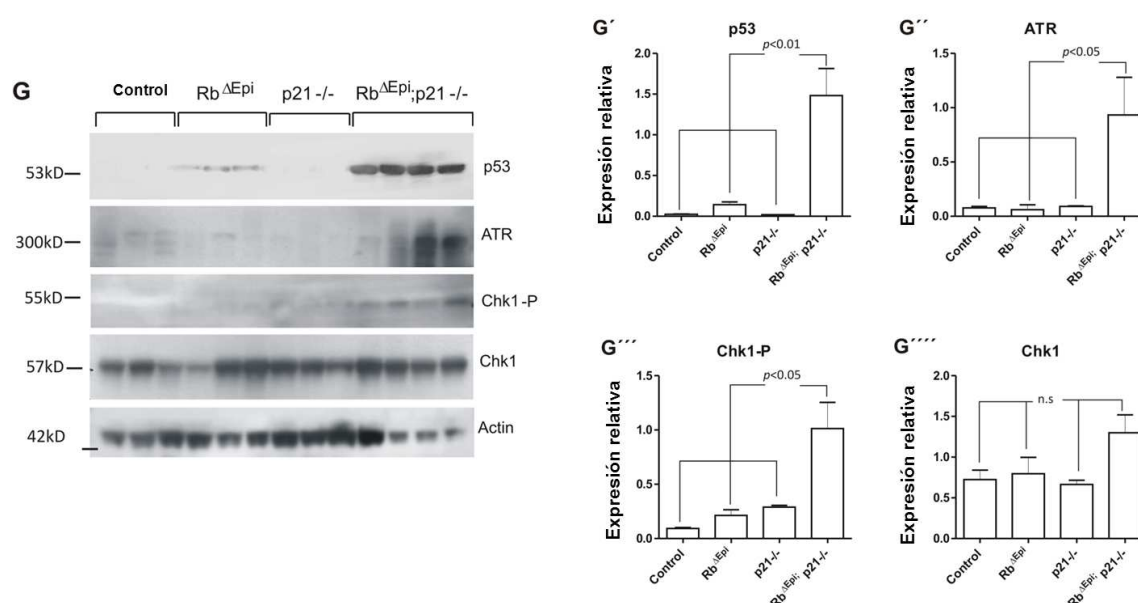 G
Control
Rb ΔEpi
p21 -/-
RbΔEpi;p21 -/-
53kD
p53
300kD
ATR
55kD
Chk1-P
57kD
Chk1
42kD
Actin
G´
p53
p<0.01
Expresión relativa
2.0
1.5
1.0
0.5
0.0
Control
Rb ΔEpi
p21-/-
Rb ΔEpi; p21-/-
G´´
ATR
p<0.05
Expresión relativa
1.5
1.0
0.5
0.0
Control
Rb ΔEpi
p21-/-
Rb ΔEpi; p21-/-
G´´´
Chk1-P
p<0.05
Expresión relativa
1.5
1.0
0.5
0.0
Control
Rb ΔEpi
p21-/-
Rb ΔEpi; p21-/-
G´´´´
Chk1
n.s
Expresión relativa
2.0
1.5
1.0
0.5
0.0
Control
Rb ΔEpi
p21-/-
Rb ΔEpi; p21-/-